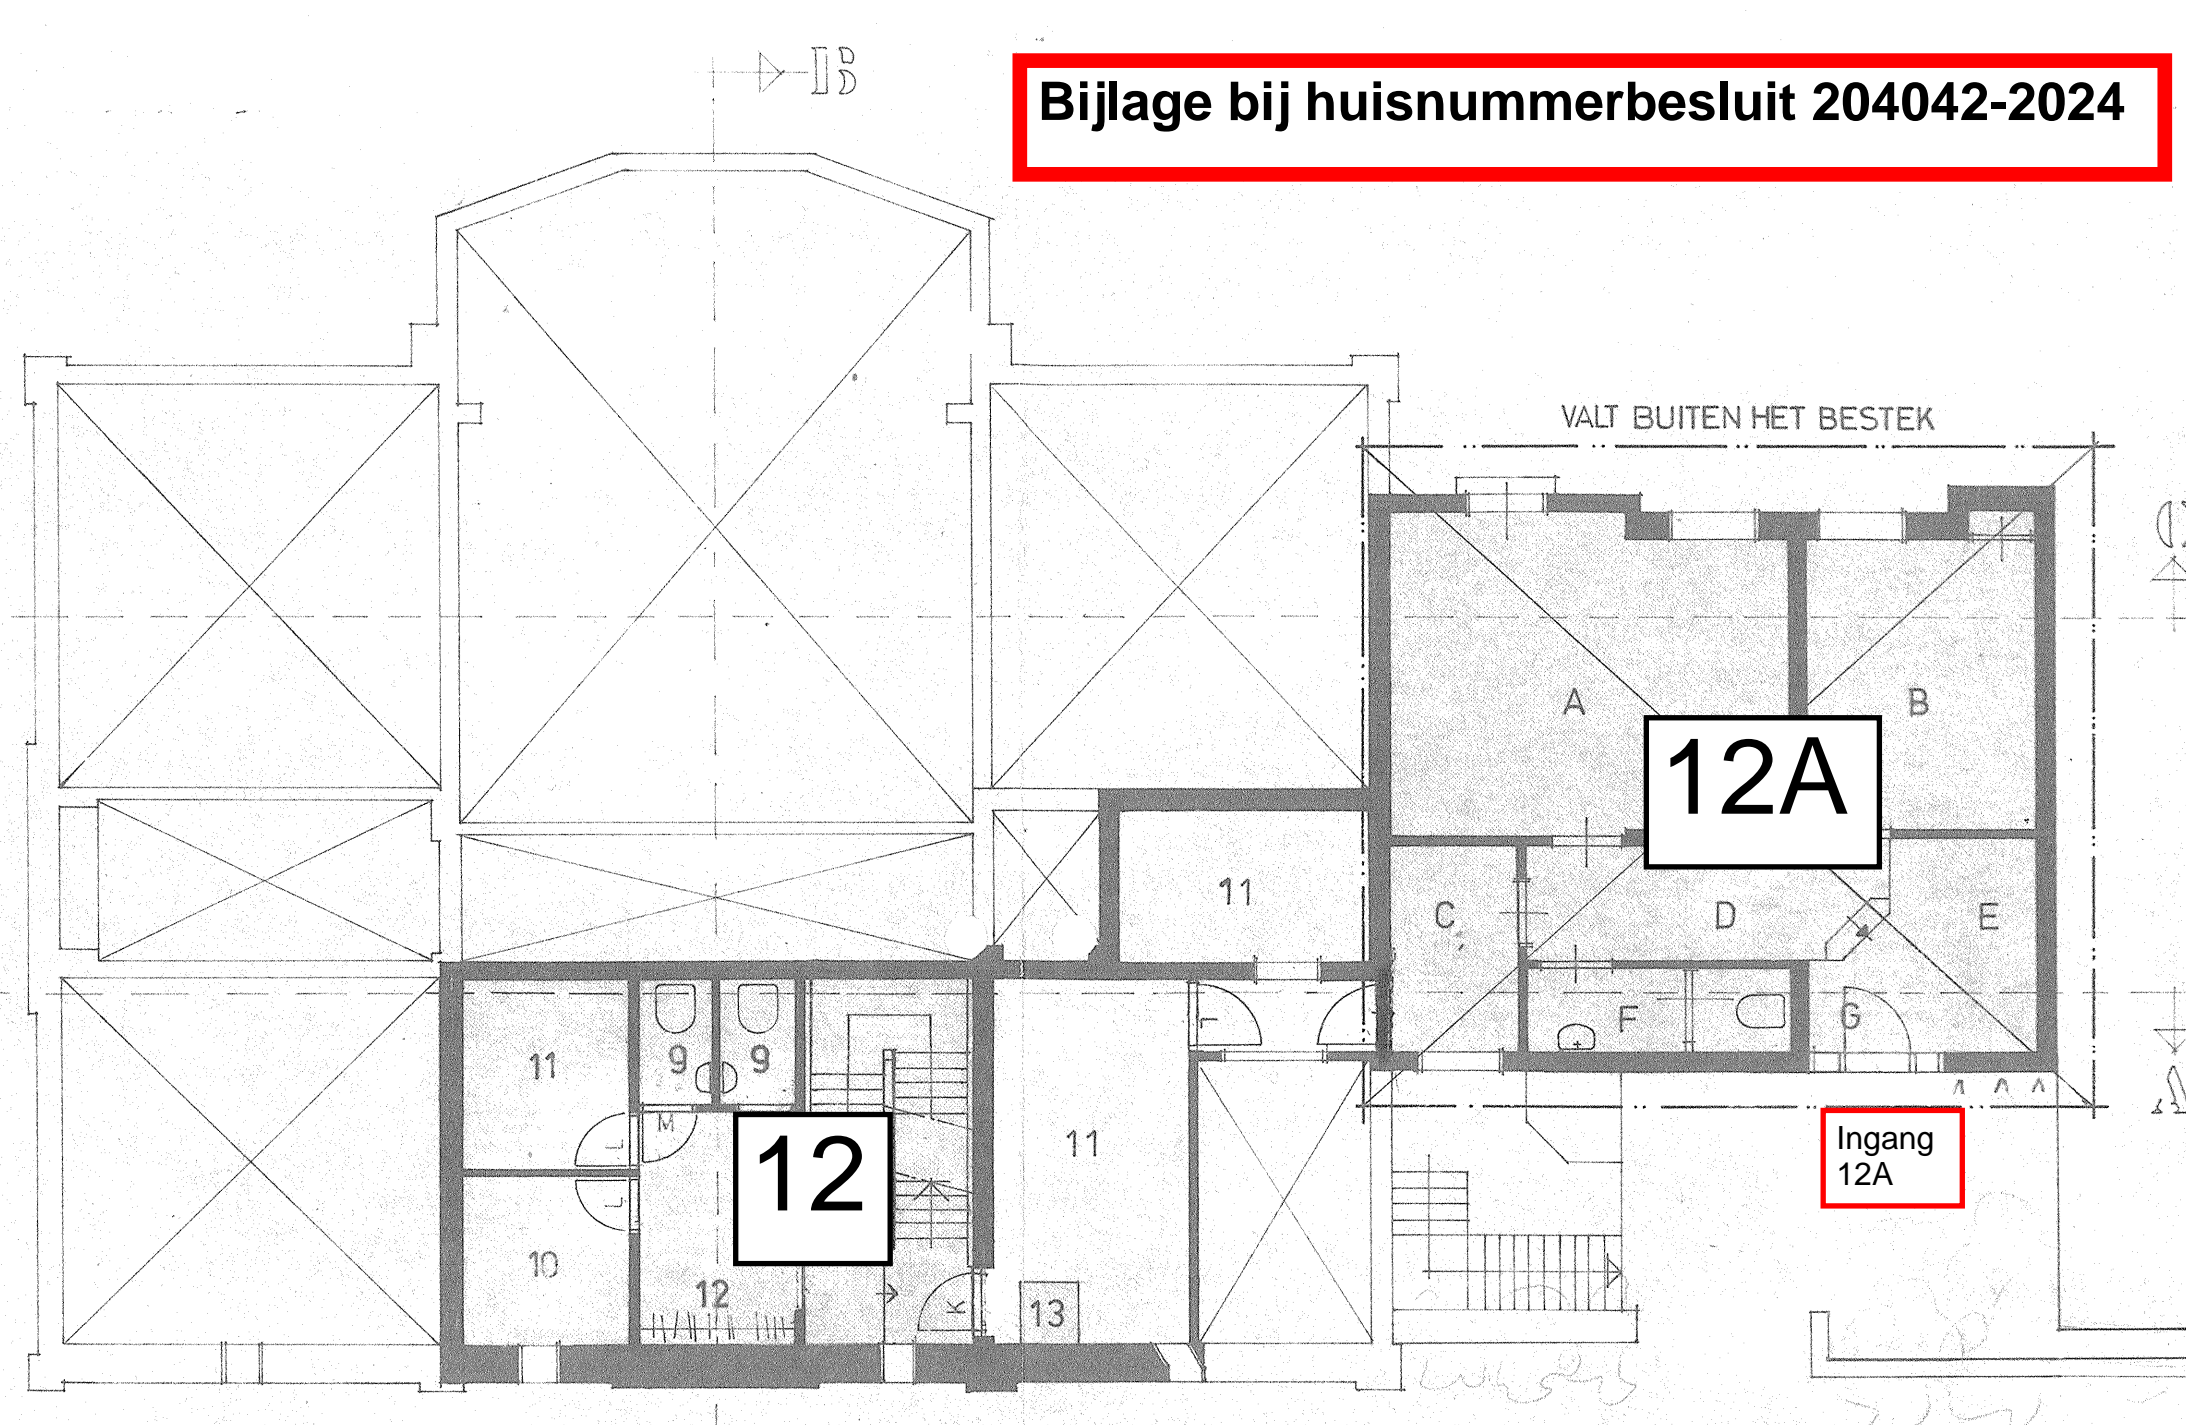 B
Bijlage bij huisnummerbesluit 204042-2024
VALT BUITEN HET BESTEK
A
B
12A
11
C
D
E
F
G
11
9
9
L
M
12
11
L
10
12
K
13
Ingang
12A
A